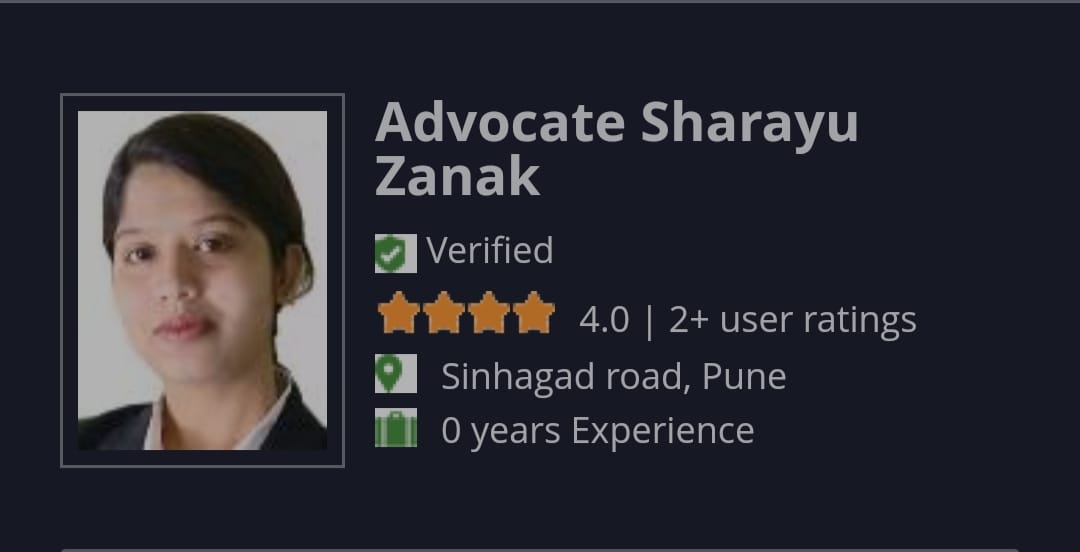 Advocate Sharayu
Zanak
Verified
4.0 | 2+ user ratings
Sinhagad road, Pune
0 years Experience